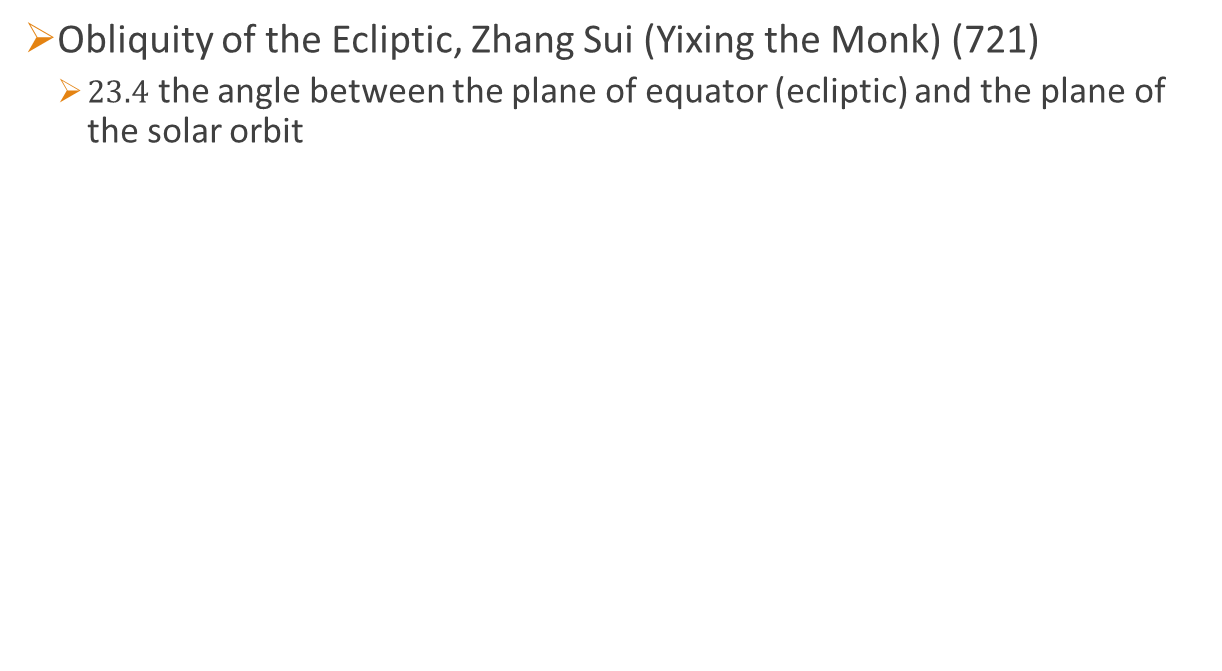 ➢Obliquity of the Ecliptic, Zhang Sui (Yixing the Monk) (721)
➢ 23.4 the angle between the plane of equator (ecliptic) and the plane of
the solar orbit